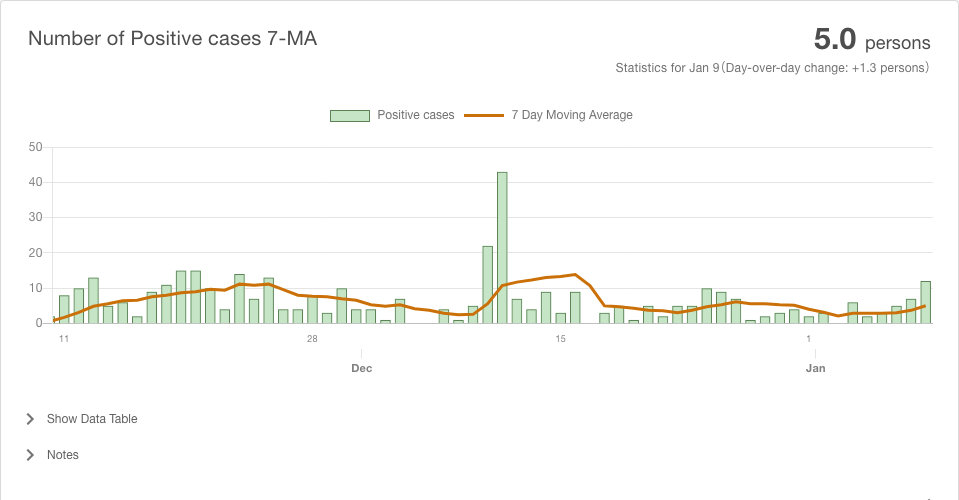 Number of Positive cases 7-MA
5.0 persons
Statistics for Jan 9(Day-over-day change: +1.3 persons)
Positive cases
7 Day Moving Average
50
40
30
20
10
0
11
28
15
1
Dec
Jan
Show Data Table
Notes